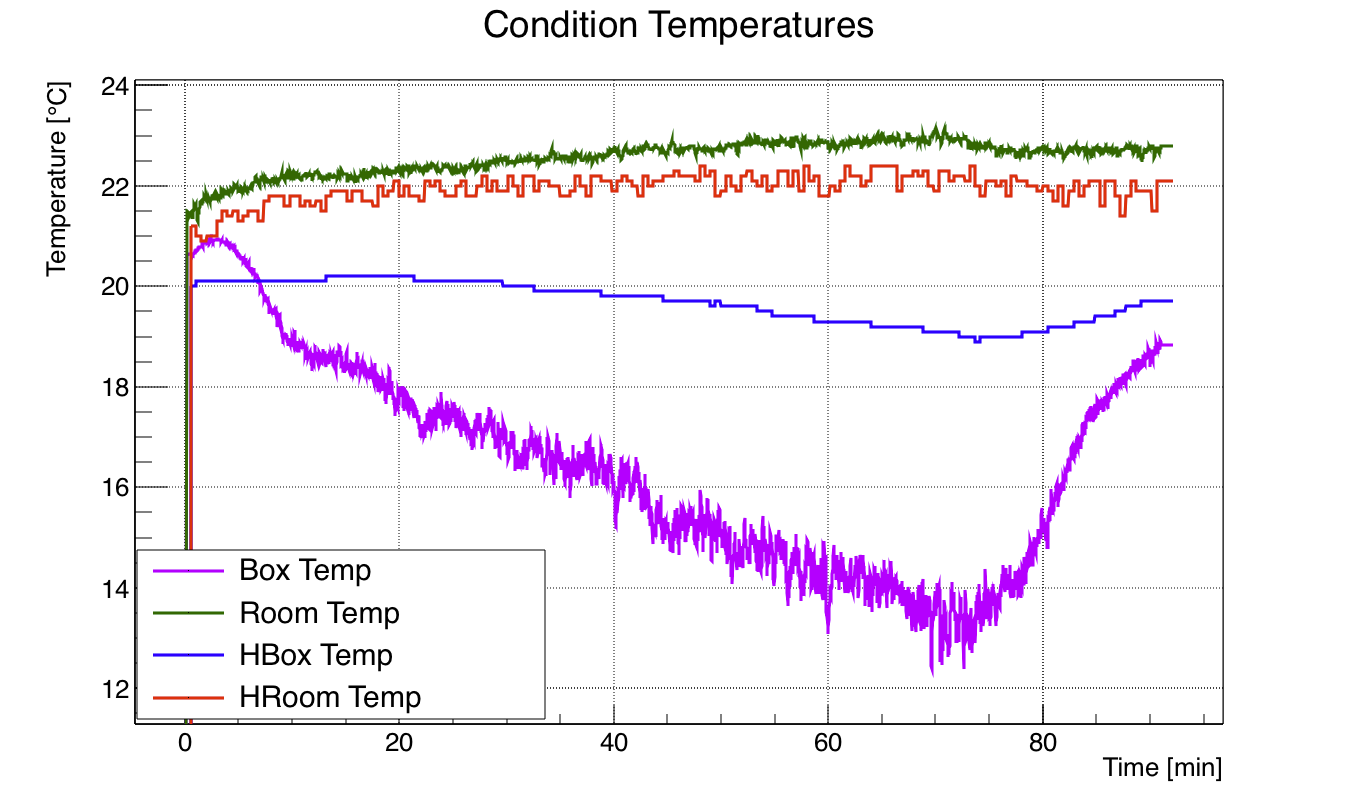 Condition Temperatures
Temperature [°C]
24
22
20
18
16
14
12
Box Temp
Room Temp
HBox Temp
HRoom Temp
0 20 40 60 80
Time [min]